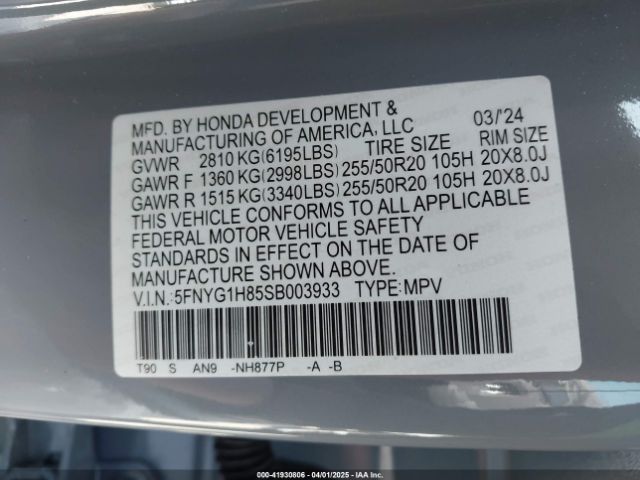 MFD. BY HONDA DEVELOPMENT & 03/'24
MANUFACTURING OF AMERICA, LLC
TIRE SIZE RIM SIZE
GVWR 2810 KG(6195LBS)
GAWR F 1360 KG(2998LBS) 255/50R20 105H 20X8.0J
GAWR R 1515 KG(3340LBS) 255/50R20 105H 20X8.0J
THIS VEHICLE CONFORMS TO ALL APPLICABLE
FEDERAL MOTOR VEHICLE SAFETY
STANDARDS IN EFFECT ON THE DATE OF
MANUFACTURE SHOWN ABOVE.
V.I.N.:5FNYG1H85SB003933 TYPE:MPV
T90 S AN9 -NH877P -A -B
000-41930806 - 04/01/2025 - IAA Inc.